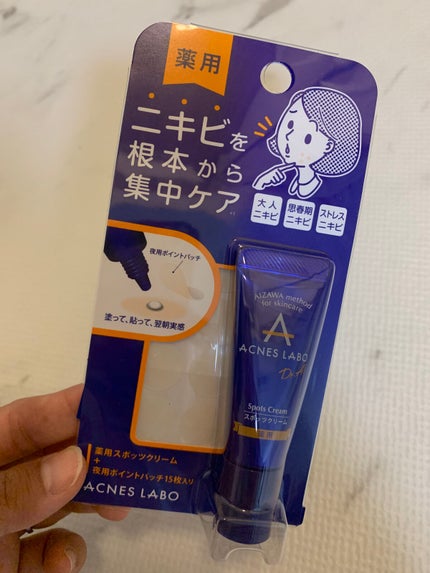 薬用
ニキビを
根本から
集中ケア
大人
ニキビ
思春期
ニキビ
ストレス
ニキビ
夜用ポイントパッチ
塗って、貼って、翌朝実感
AIZAWA method
for skincare
A
ACNES LABO
Dr. A
Spots Cream
スポッツクリーム
薬用
薬用スポッツクリーム
+
夜用ポイントパッチ15枚入り
ACNES LABO